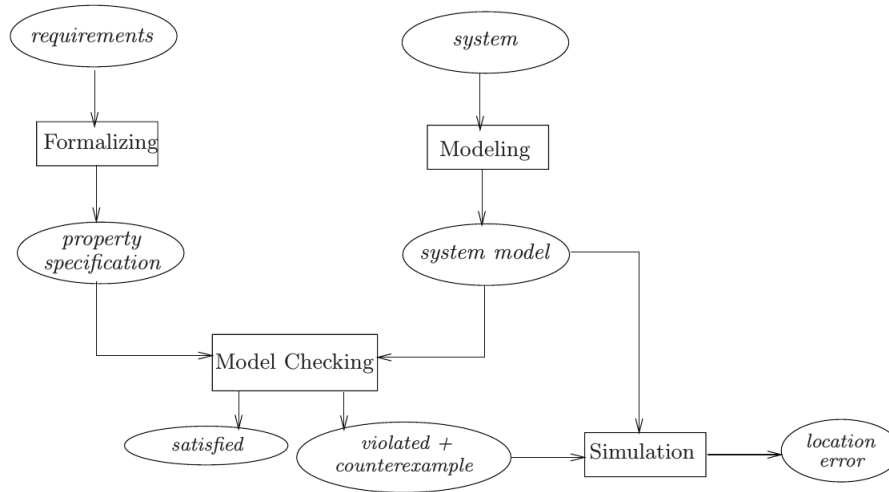 requirements
system
Formalizing
Modeling
property
specification
system model
Model Checking
satisfied
violated +
counterexample
Simulation
location
error